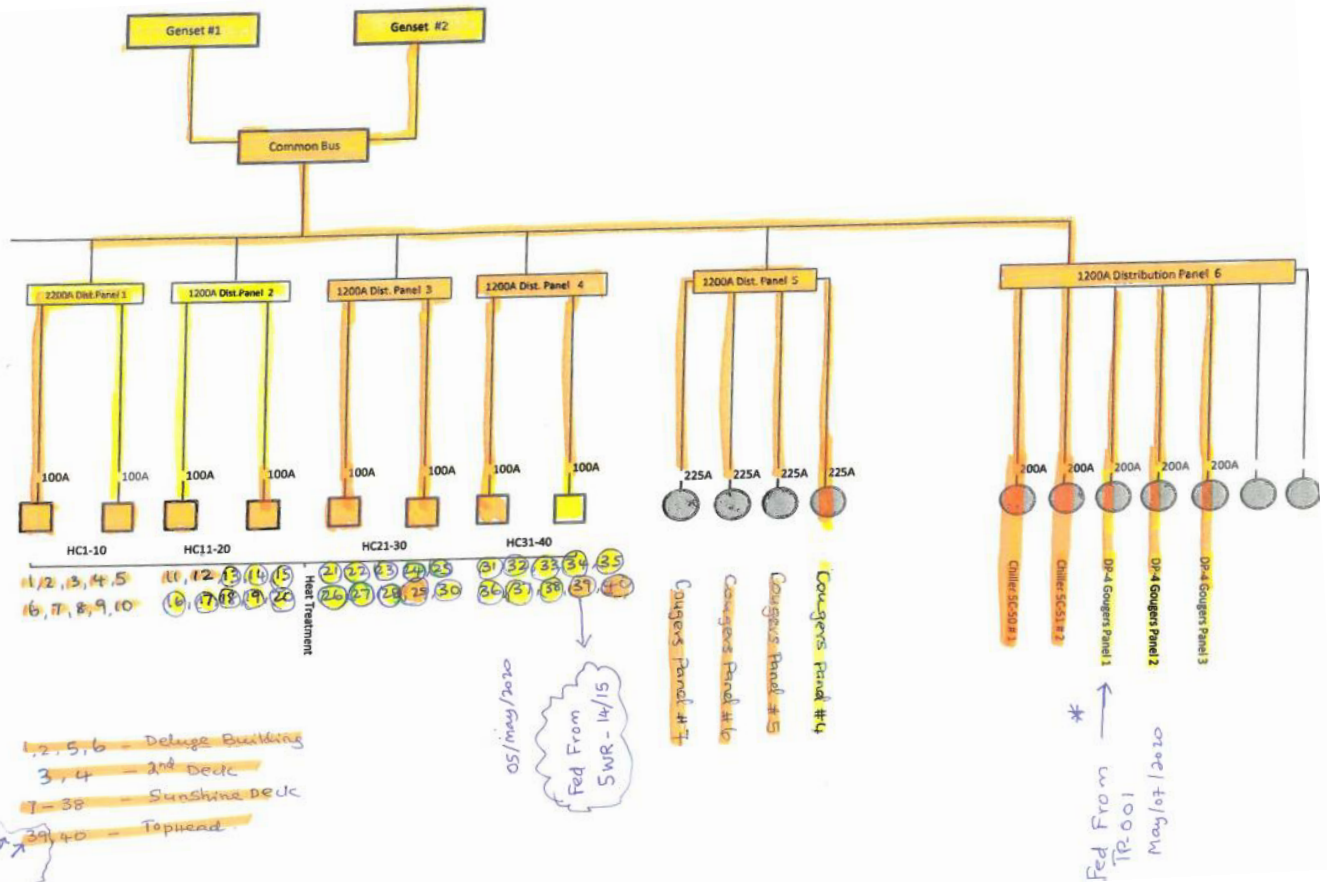 Genset #1
Genset #2
Common Bus
1200A Dist.Panel 2
1200A Dist. Panel 3
1200A Dist. Panel 4
1200A Dist. Panel 5
1200A Distribution Panel 6
100A
100A
100A
100A
100A
100A
100A
100A
225A
225A
225A
225A
200A
200A
200A
200A
200A
HC1-10
HC11-20
HC21-30
HC31-40
1, 2, 3, 4, 5
6, 7, 8, 9, 10
11, 12, 13, 14, 15
16, 17, 18, 19, 20
Heat Treatment
21 22 23 24 25
26 27 28, 29, 30
31 32, 33, 34, 35
36, 37, 38, 39, 40
Gougers Panel #7
Gougers Panel #6
Gougers Panel #5
Gougers Panel #4
Chiller SC-50 # 1
Chiller SC-51 # 2
DP-4 Gougers Panel 1
DP-4 Gougers Panel 2
DP-4 Gougers Panel 3
05/may/2020
Fed From
SWR - 14/15
*
Fed From
TP-001
May/07/2020
1, 2, 5, 6 - Deluge Building
3, 4 - 2nd Deck
7-38 - Sunshine Deck
39, 40 - Tophead